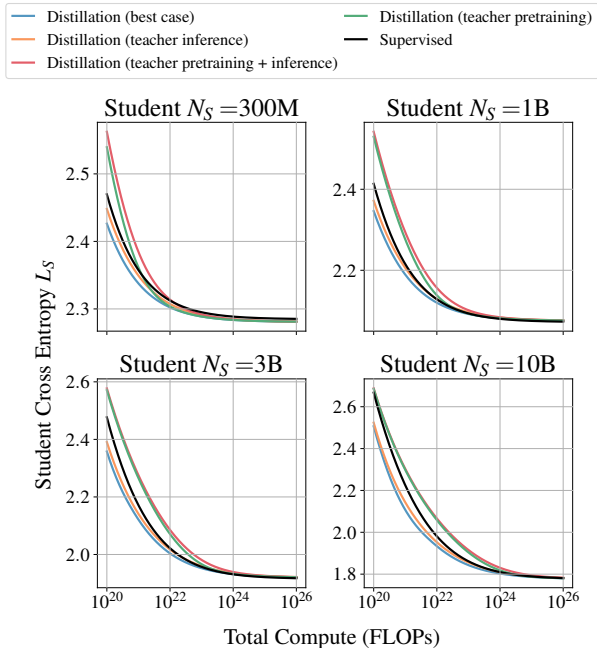 Distillation (best case)
Distillation (teacher inference)
Distillation (teacher pretraining + inference)
Distillation (teacher pretraining)
Supervised
Student N_S =300M
Student N_S =1B
2.5
2.4
2.3
2.4
2.2
Student N_S =3B
Student N_S =10B
2.6
2.4
2.2
2.0
2.6
2.4
2.2
2.0
1.8
10^20 10^22 10^24 10^26
10^20 10^22 10^24 10^26
Student Cross Entropy L_S
Total Compute (FLOPs)